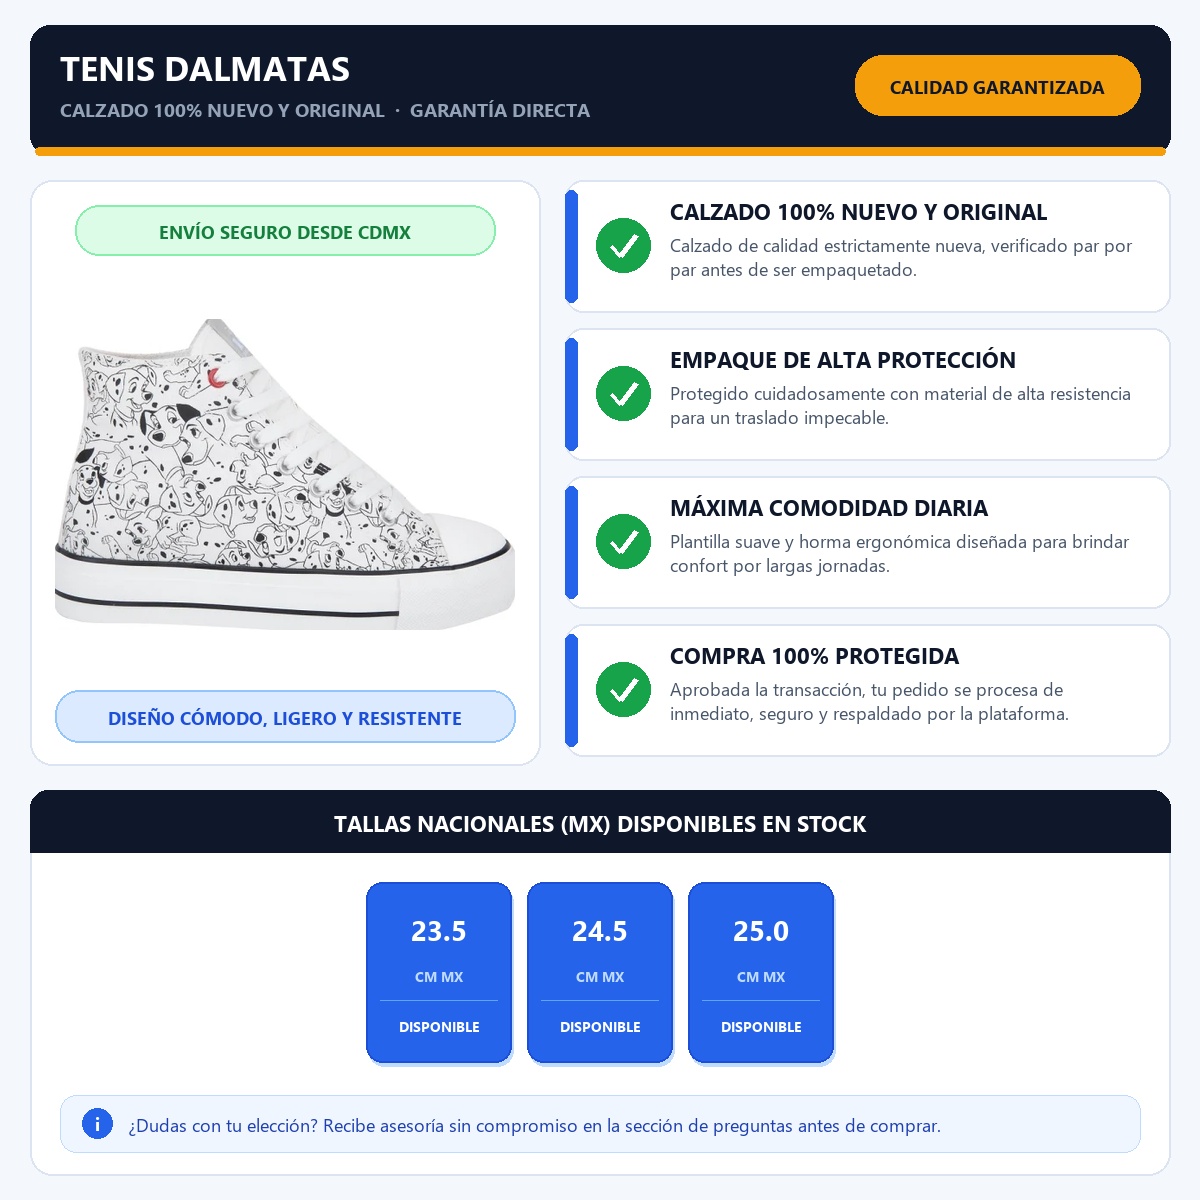 TENIS DALMATAS
CALZADO 100% NUEVO Y ORIGINAL · GARANTÍA DIRECTA
CALIDAD GARANTIZADA
ENVÍO SEGURO DESDE CDMX
DISEÑO CÓMODO, LIGERO Y RESISTENTE
CALZADO 100% NUEVO Y ORIGINAL
Calzado de calidad estrictamente nueva, verificado par por
par antes de ser empaquetado.
EMPAQUE DE ALTA PROTECCIÓN
Protegido cuidadosamente con material de alta resistencia
para un traslado impecable.
MÁXIMA COMODIDAD DIARIA
Plantilla suave y horma ergonómica diseñada para brindar
confort por largas jornadas.
COMPRA 100% PROTEGIDA
Aprobada la transacción, tu pedido se procesa de
inmediato, seguro y respaldado por la plataforma.
TALLAS NACIONALES (MX) DISPONIBLES EN STOCK
23.5
CM MX
DISPONIBLE
24.5
CM MX
DISPONIBLE
25.0
CM MX
DISPONIBLE
¿Dudas con tu elección? Recibe asesoría sin compromiso en la sección de preguntas antes de comprar.